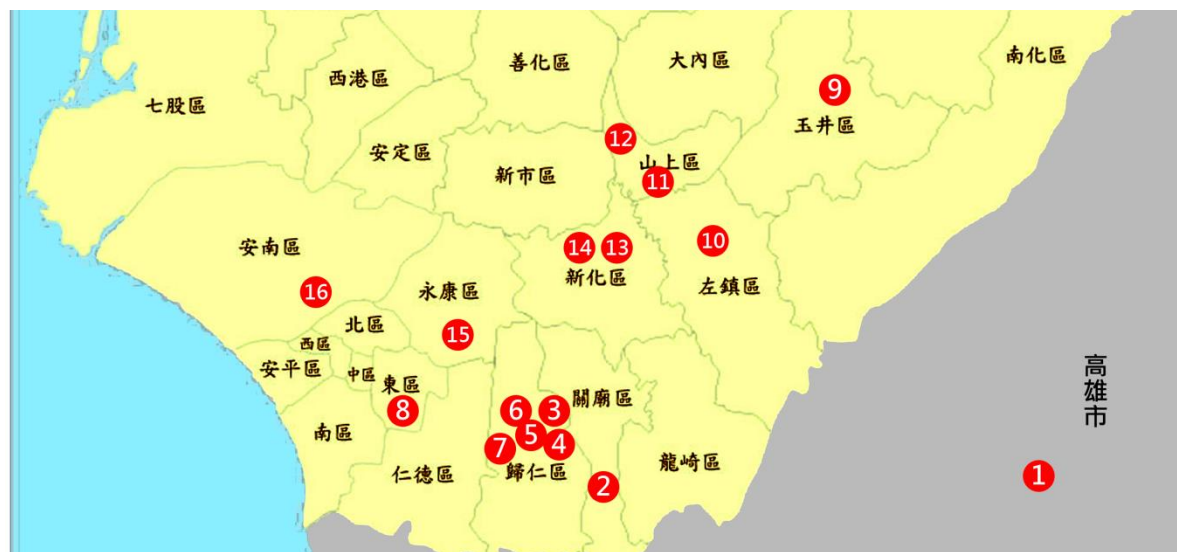 善化區
大內區
南化區
西港區
9
七股區
玉井區
12
安定區
山上區
新市區
11
安南區
14
13
10
新化區
左鎮區
永康區
16
北區
15
西區
安平區
中區
東區
高雄市
關廟區
6
3
8
5
7
4
南區
龍崎區
仁德區
歸仁區
2
1